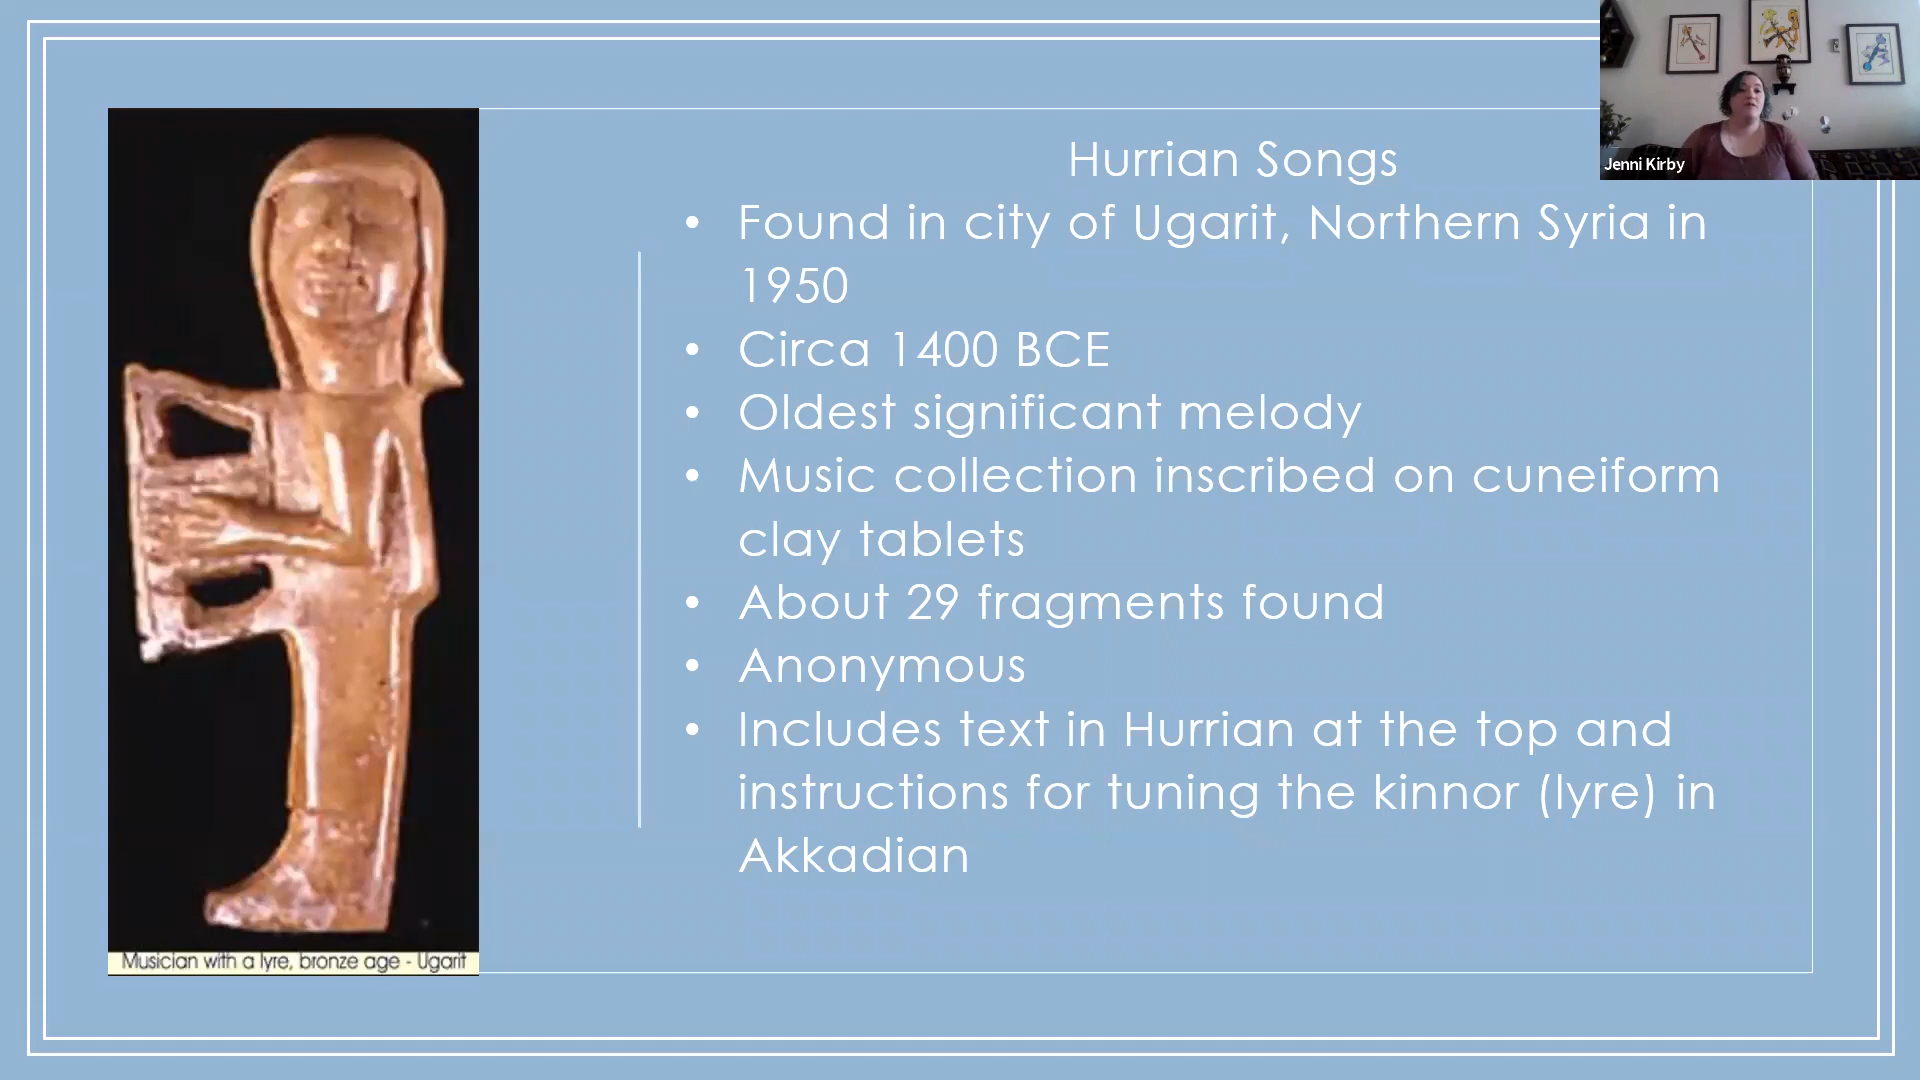 Hurrian Songs
• Found in city of Ugarit, Northern Syria in
1950
• Circa 1400 BCE
• Oldest significant melody
• Music collection inscribed on cuneiform
clay tablets
• About 29 fragments found
• Anonymous
• Includes text in Hurrian at the top and
instructions for tuning the kinnor (lyre) in
Akkadian
Musician with a lyre, bronze age - Ugarit
Jenni Kirby